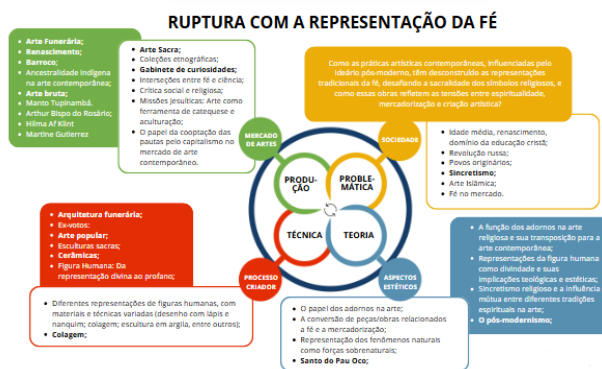 RUPTURA COM A REPRESENTAÇÃO DA FÉ
Arte Funerária;
Renascimento;
Barroco;
Ancestralidade indígena
na arte contemporânea;
Arte bruta;
Manto Tupinambá.
Arthur Bispo do Rosário;
Hilma Af Klint
Martine Gutierrez
Arte Sacra;
Coleções etnográficas;
Gabinete de curiosidades;
Interseções entre fé e ciência;
Crítica social e religiosa;
Missões Jesuíticas: Arte como
ferramenta de catequese e
aculturação;
O papel da cooptação das
pautas pelo capitalismo no
mercado de arte
contemporâneo.
MERCADO
DE ARTES
Como as práticas artísticas contemporâneas, influenciadas pelo
ideário pós-moderno, têm desconstruído as representações
tradicionais da fé, desafiando a sacralidade dos símbolos religiosos, e
como essas obras refletem as tensões entre espiritualidade,
mercadorização e criação artística?
SOCIEDADE
Idade média, renascimento,
domínio da educação cristã;
Revolução russa;
Povos originários;
Sincretismo;
Arte Islâmica;
Fé no mercado.
PRODU-
ÇÃO
PROBLE-
MÁTICA
TÉCNICA
TEORIA
Arquitetura funerária;
Ex-votos:
Arte popular;
Esculturas sacras;
Cerâmicas;
Figura Humana: Da
representação divina ao profano;
PROCESSO
CRIADOR
Diferentes representações de figuras humanas, com
materiais e técnicas variadas (desenho com lápis e
nanquim; colagem; escultura em argila, entre outros);
Colagem;
ASPECTOS
ESTÉTICOS
A função dos adornos na arte
religiosa e sua transposição para a
arte contemporânea;
Representações da figura humana
como divindade e suas
implicações teológicas e estéticas;
Sincretismo religioso e a influência
mútua entre diferentes tradições
espirituais na arte;
O pós-modernismo;
O papel dos adornos na arte;
A conversão de peças/obras relacionados
a fé e a mercadorização;
Representação dos fenômenos naturais
como forças sobrenaturais;
Santo do Pau Oco;